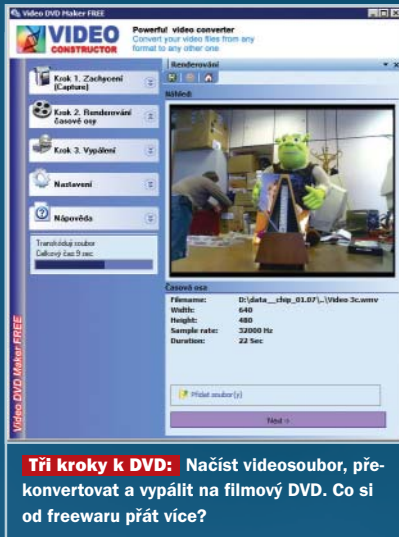 Video DVD Maker FREE
VIDEO
CONSTRUCTOR
Powerful video converter
Convert your video files from any
format to any other one
Krok 1. Zachycení
(Capture)
Krok 2. Renderování
časové osy
Krok 3. Vypálení
Nastavení
Nápověda
Transkóduji soubor
Celkový čas 9 sec
Video DVD Maker FREE
Renderování
Náhled:
Časová osa
Filename: D:\data__chip_01.07\..\Video 3c.wmv
Width: 640
Height: 480
Sample rate: 32000 Hz
Duration: 22 Sec
Přidat soubor(y)
Next ->
Tři kroky k DVD: Načíst videosoubor, pře-
konvertovat a vypálit na filmový DVD. Co si
od freewaru přát více?